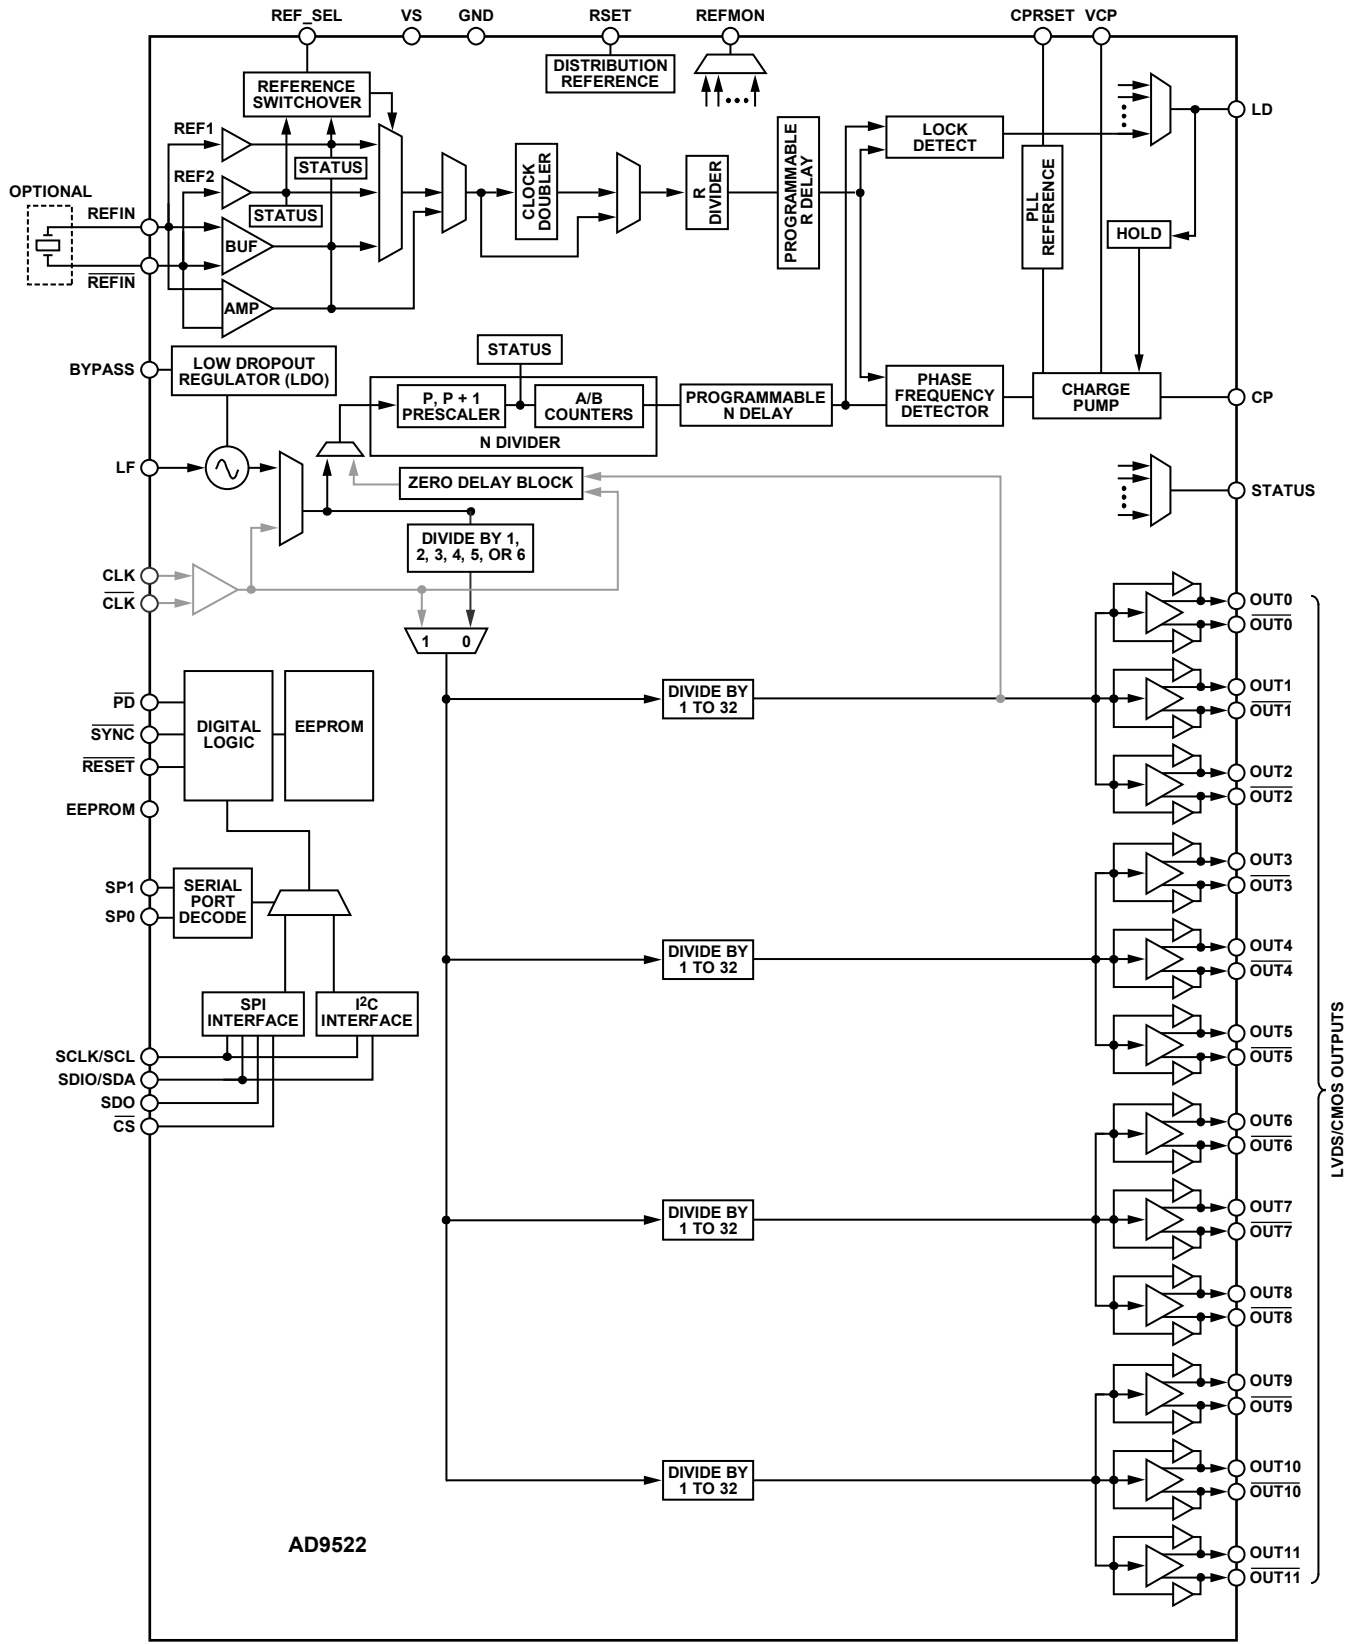 REF_SEL
VS
GND
RSET
REFMON
CPRSET
VCP
DISTRIBUTION
REFERENCE
REFERENCE
SWITCHOVER
REF1
REF2
STATUS
STATUS
OPTIONAL
REFIN
REFIN
BUF
AMP
CLOCK
DOUBLER
R
DIVIDER
PROGRAMMABLE
R DELAY
LOCK
DETECT
PLL
REFERENCE
HOLD
LD
BYPASS
LOW DROPOUT
REGULATOR (LDO)
STATUS
P, P + 1
PRESCALER
A/B
COUNTERS
N DIVIDER
PROGRAMMABLE
N DELAY
PHASE
FREQUENCY
DETECTOR
CHARGE
PUMP
CP
LF
ZERO DELAY BLOCK
STATUS
DIVIDE BY 1,
2, 3, 4, 5, OR 6
CLK
CLK
1 0
OUT0
OUT0
PD
SYNC
RESET
EEPROM
DIGITAL
LOGIC
EEPROM
DIVIDE BY
1 TO 32
OUT1
OUT1
OUT2
OUT2
SP1
SP0
SERIAL
PORT
DECODE
OUT3
OUT3
DIVIDE BY
1 TO 32
OUT4
OUT4
SPI
INTERFACE
I2C
INTERFACE
OUT5
OUT5
SCLK/SCL
SDIO/SDA
SDO
CS
LVDS/CMOS OUTPUTS
OUT6
OUT6
DIVIDE BY
1 TO 32
OUT7
OUT7
OUT8
OUT8
OUT9
OUT9
DIVIDE BY
1 TO 32
OUT10
OUT10
AD9522
OUT11
OUT11